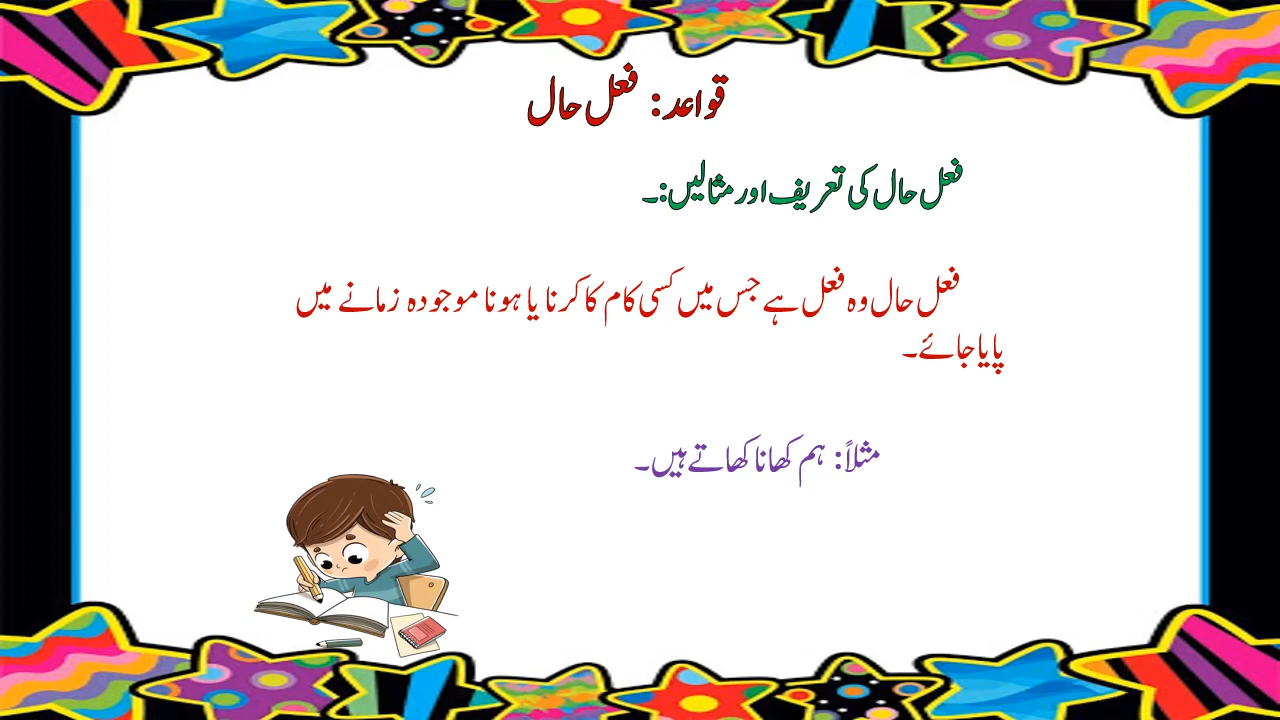 قواعد: فعل حال
فعل حال کی تعریف اور مثالیں:۔
فعل حال وہ فعل ہے جس میں کسی کام کا کرنا یا ہونا موجودہ زمانے میں
پایا جائے۔
مثلاً: ہم کھانا کھاتے ہیں۔